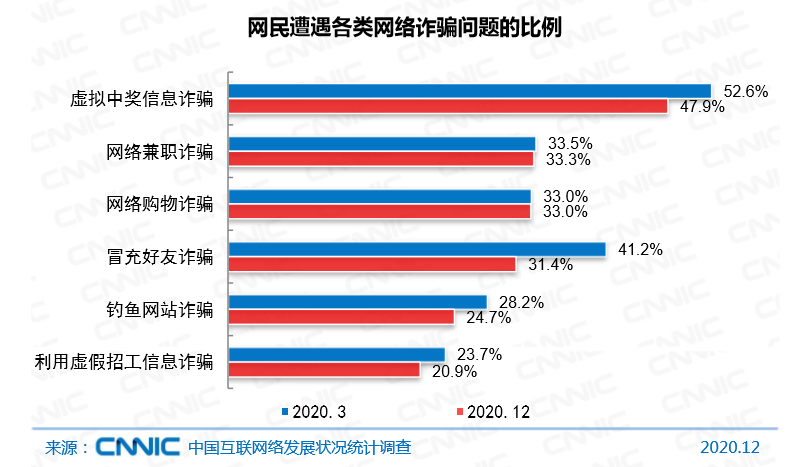 网民遭遇各类网络诈骗问题的比例
虚拟中奖信息诈骗 52.6%
47.9%
网络兼职诈骗 33.5%
33.3%
网络购物诈骗 33.0%
33.0%
冒充好友诈骗 41.2%
31.4%
钓鱼网站诈骗 28.2%
24.7%
利用虚假招工信息诈骗 23.7%
20.9%
2020. 3 2020. 12
来源： CNNIC 中国互联网络发展状况统计调查 2020.12